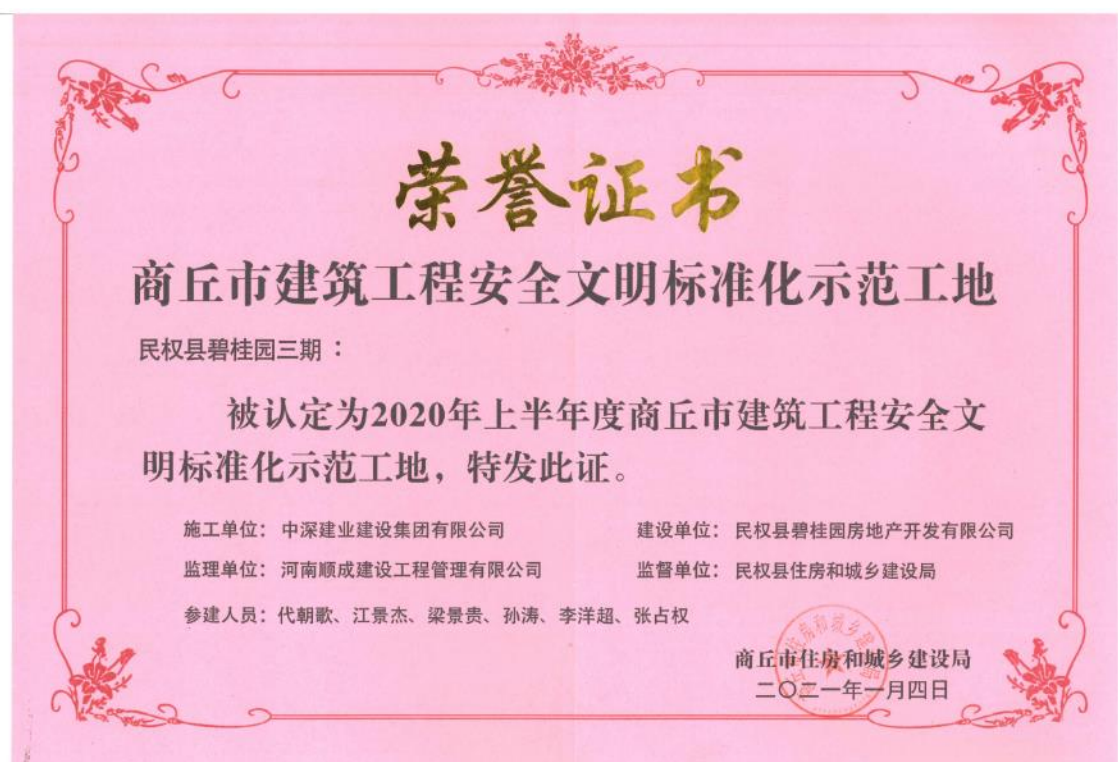 荣誉证书
商丘市建筑工程安全文明标准化示范工地
民权县碧桂园三期：
被认定为2020年上半年度商丘市建筑工程安全文
明标准化示范工地，特发此证。
施工单位：中深建业建设集团有限公司
建设单位：民权县碧桂园房地产开发有限公司
监理单位：河南顺成建设工程管理有限公司
监督单位：民权县住房和城乡建设局
参建人员：代朝歌、江景杰、梁景贵、孙涛、李洋超、张占权
商丘市住房和城乡建设局
二〇二一年一月四日